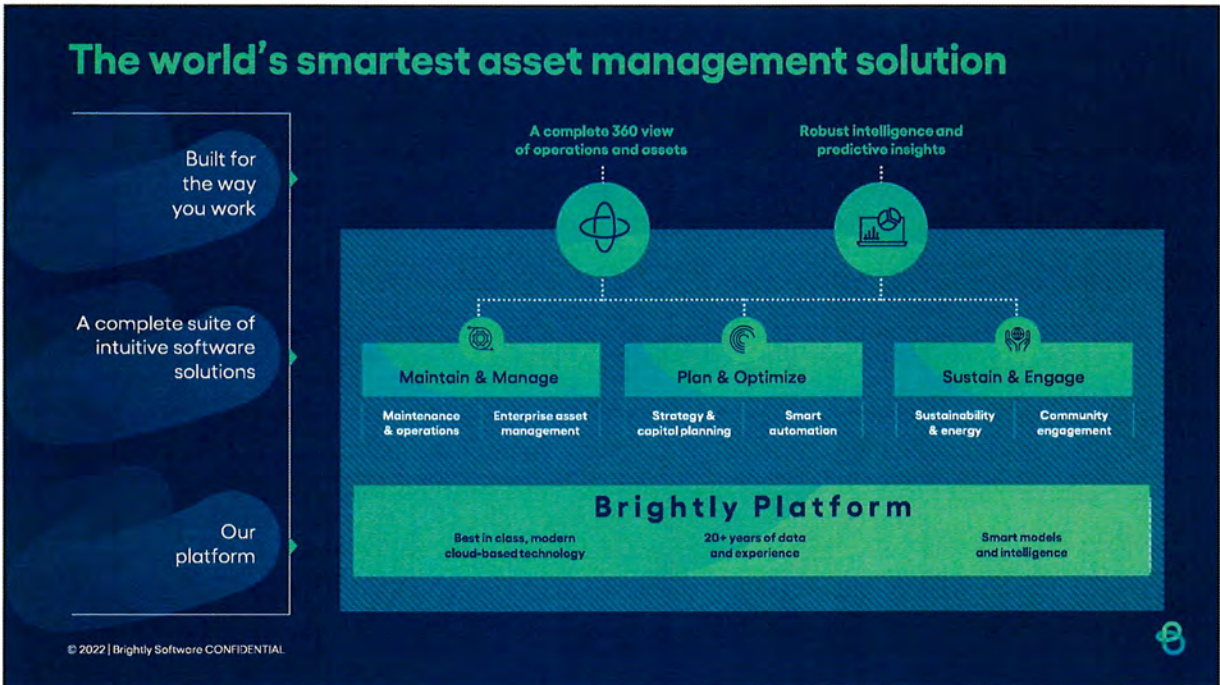 The world's smartest asset management solution
Built for
the way
you work
A complete suite of
intuitive software
solutions
Our
platform
A complete 360 view
of operations and assets
Robust intelligence and
predictive insights
Maintain & Manage
Maintenance
& operations
Enterprise asset
management
Plan & Optimize
Strategy &
capital planning
Smart
automation
Sustain & Engage
Sustainability
& energy
Community
engagement
Brightly Platform
Best in class, modern
cloud-based technology
20+ years of data
and experience
Smart models
and intelligence
© 2022 | Brightly Software CONFIDENTIAL